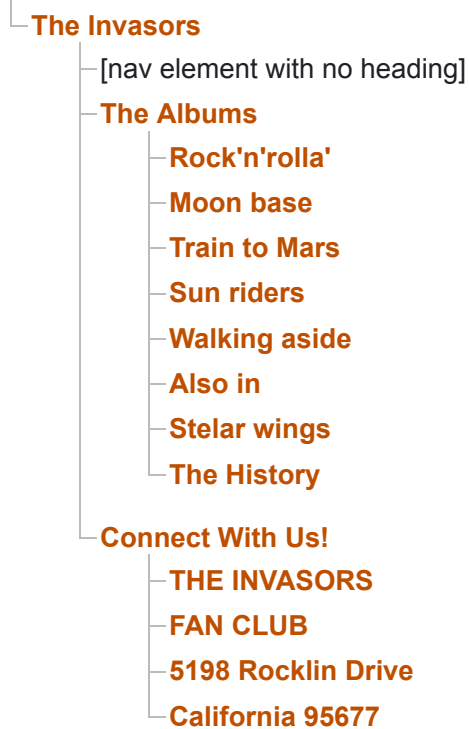 The Invasors
[nav element with no heading]
The Albums
Rock'n'rolla'
Moon base
Train to Mars
Sun riders
Walking aside
Also in
Stelar wings
The History
Connect With Us!
THE INVASORS
FAN CLUB
5198 Rocklin Drive
California 95677